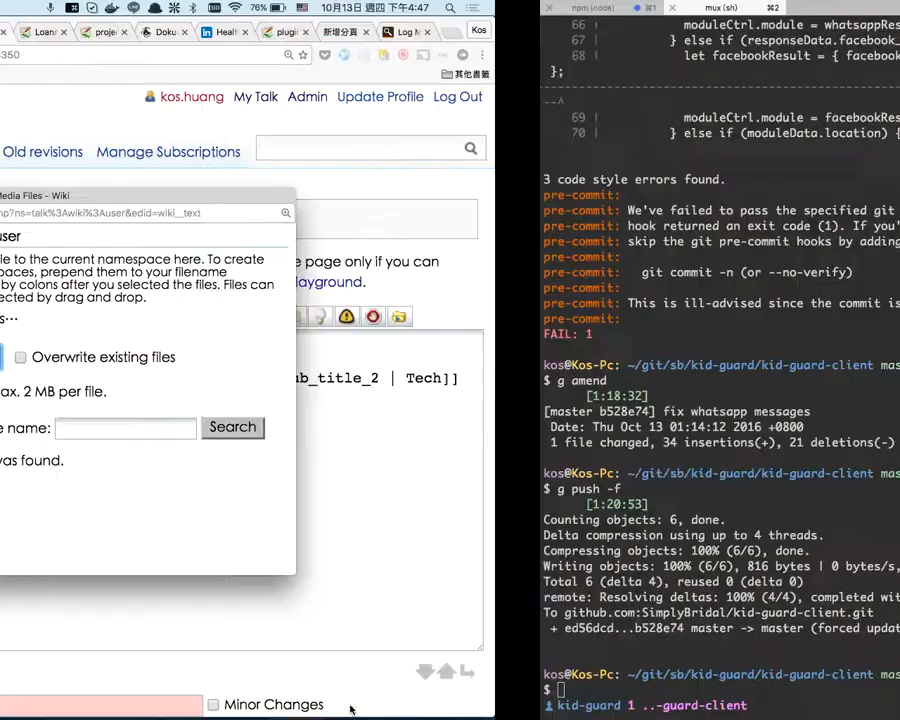 76% 10月13日 週四 下午4:47
Loans
proje
Doku
Healt
plugin
新增分頁
Log M
Kos
350
其他書籤
kos.huang My Talk Admin Update Profile Log Out
Old revisions Manage Subscriptions
Media Files - Wiki
hp?ns=talk%3Awiki%3Auser&edid=wiki__text
user
le to the current namespace here. To create
paces, prepend them to your filename
by colons after you selected the files. Files can
ected by drag and drop.
s…
Overwrite existing files
ax. 2 MB per file.
e name: Search
was found.
e page only if you can
layground.
ub_title_2 | Tech]]
Minor Changes
npm (node) ⌘1 mux (sh) ⌘2
66 | moduleCtrl.module = whatsappRes
67 | } else if (responseData.facebook_
68 | let facebookResult = { facebook
};
--^
69 | moduleCtrl.module = facebookRes
70 | } else if (moduleData.location) {
3 code style errors found.
pre-commit:
pre-commit: We've failed to pass the specified git
pre-commit: hook returned an exit code (1). If you'
pre-commit: skip the git pre-commit hooks by adding
pre-commit:
pre-commit: git commit -n (or --no-verify)
pre-commit:
pre-commit: This is ill-advised since the commit is
pre-commit:
FAIL: 1
kos@Kos-Pc: ~/git/sb/kid-guard/kid-guard-client mas
$ g amend
[1:18:32]
[master b528e74] fix whatsapp messages
Date: Thu Oct 13 01:14:12 2016 +0800
1 file changed, 34 insertions(+), 21 deletions(-)
kos@Kos-Pc: ~/git/sb/kid-guard/kid-guard-client mas
$ g push -f
[1:20:53]
Counting objects: 6, done.
Delta compression using up to 4 threads.
Compressing objects: 100% (6/6), done.
Writing objects: 100% (6/6), 816 bytes | 0 bytes/s,
Total 6 (delta 4), reused 0 (delta 0)
remote: Resolving deltas: 100% (4/4), completed wit
To github.com:SimplyBridal/kid-guard-client.git
+ ed56dcd...b528e74 master -> master (forced updat
kos@Kos-Pc: ~/git/sb/kid-guard/kid-guard-client mas
$
kid-guard 1 ..-guard-client